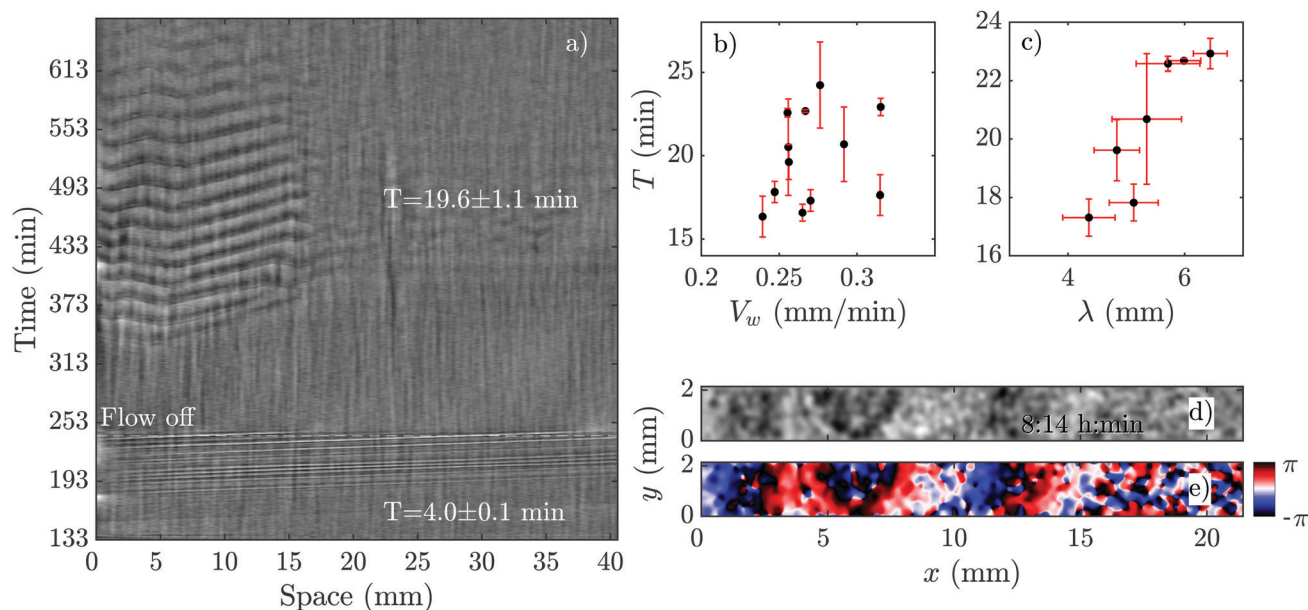 a)
613
553
493
433
373
313
253
193
133
Time (min)
T=19.6±1.1 min
Flow off
T=4.0±0.1 min
0 5 10 15 20 25 30 35 40
Space (mm)
b)
25
20
15
T (min)
0.2 0.25 0.3
V_w (mm/min)
c)
24
22
20
18
16
4 6
λ (mm)
d)
2
0
8:14 h:min
y (mm)
e)
2
0
π
-π
0 5 10 15 20
x (mm)